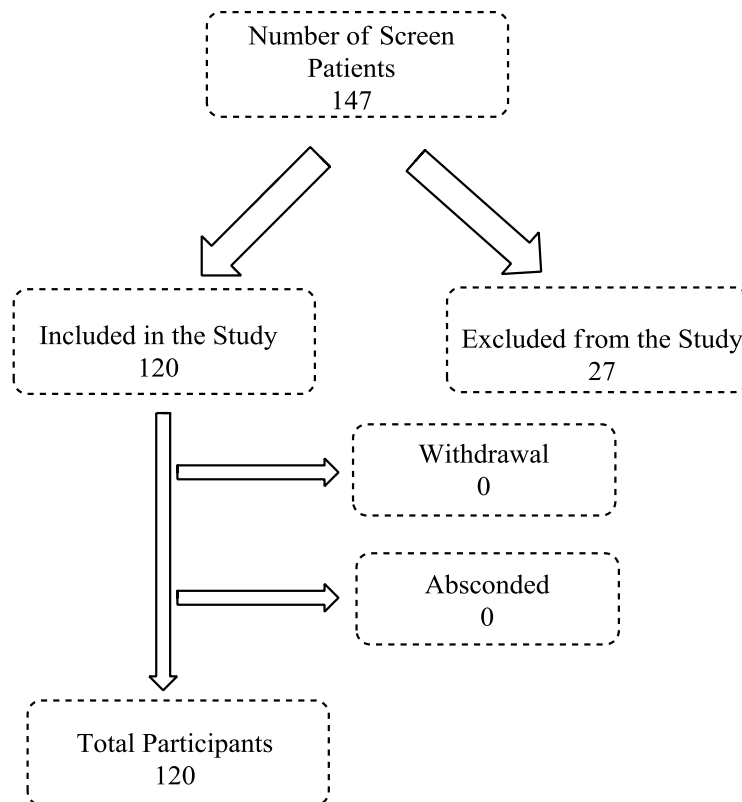 Number of Screen
Patients
147
Included in the Study
120
Excluded from the Study
27
Withdrawal
0
Absconded
0
Total Participants
120